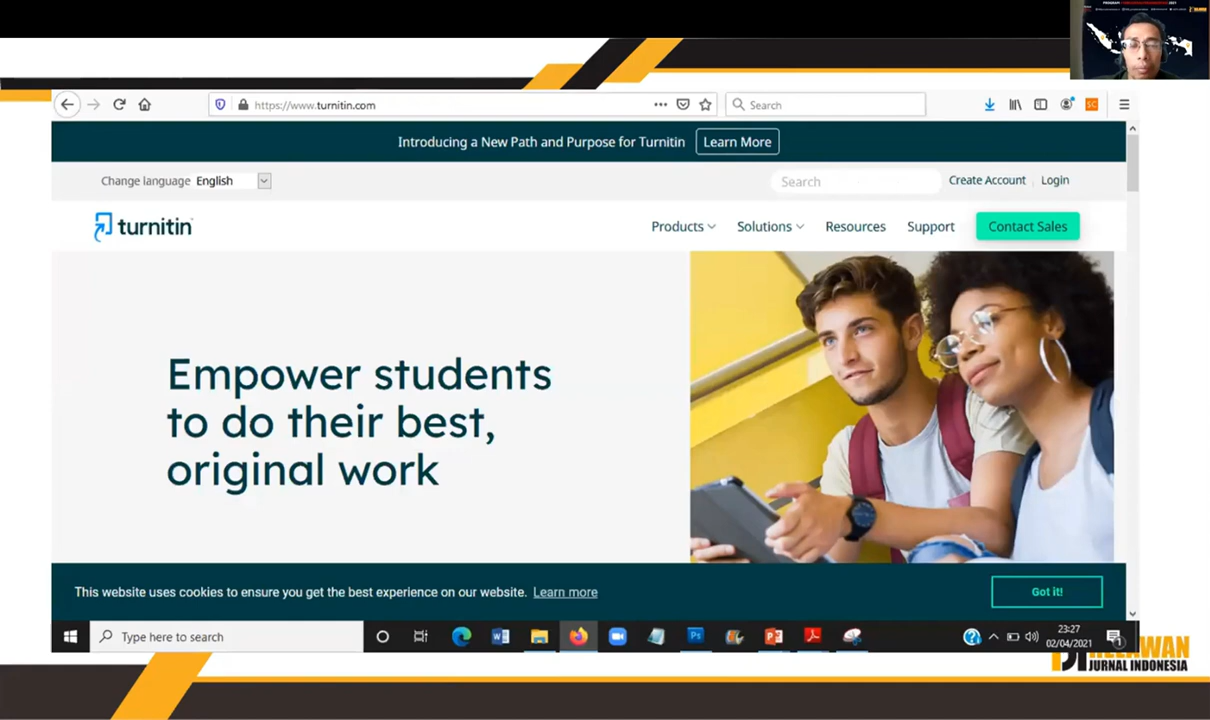 https://www.turnitin.com
Search
Introducing a New Path and Purpose for Turnitin
Learn More
Change language English
Search
Create Account
Login
turnitin
Products
Solutions
Resources
Support
Contact Sales
Empower students
to do their best,
original work
This website uses cookies to ensure you get the best experience on our website. Learn more
Got it!
Type here to search
23:27
02/04/2021
JURNAL INDONESIA